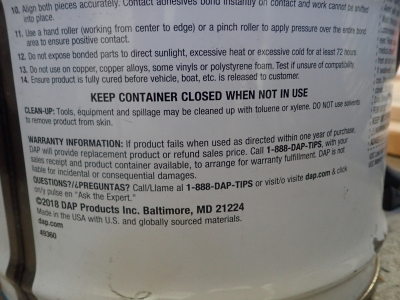 10. Align both pieces accurately. Contact adhesives bond instantly on contact and work cannot be shifted
into place.
11. Use a hand roller (working from center to edge) or a pinch roller to apply pressure over the entire bond
area to ensure positive contact.
12. Do not expose bonded parts to direct sunlight, excessive heat or excessive cold for at least 72 hours.
13. Do not use on copper, copper alloys, some vinyls or polystyrene foam. Test if unsure of compatibility.
14. Ensure product is fully cured before vehicle, boat, etc. is released to customer.
KEEP CONTAINER CLOSED WHEN NOT IN USE
CLEAN-UP: Tools, equipment and spillage may be cleaned up with toluene or xylene. DO NOT use solvents
to remove product from skin.
WARRANTY INFORMATION: If product fails when used as directed within one year of purchase,
DAP will provide replacement product or refund sales price. Call 1-888-DAP-TIPS, with your
sales receipt and product container available, to arrange for warranty fulfillment. DAP is not
liable for incidental or consequential damages.
QUESTIONS?/¿PREGUNTAS? Call/Llame al 1-888-DAP-TIPS or visit/o visite dap.com & click
on/y pulse en "Ask the Expert."
©2018 DAP Products Inc. Baltimore, MD 21224
Made in the USA with U.S. and globally sourced materials.
dap.com
49360